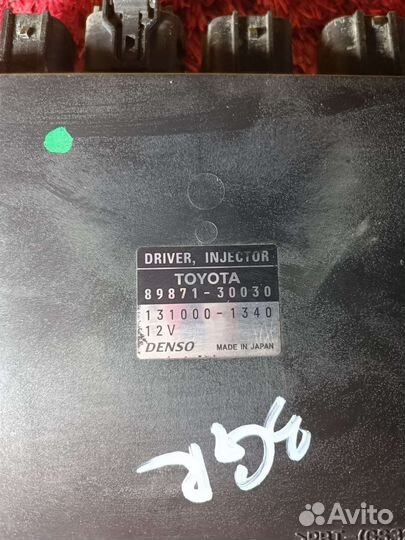 DRIVER, INJECTOR
TOYOTA
89871-30030
131000-1340
12V
DENSO MADE IN JAPAN
Avito